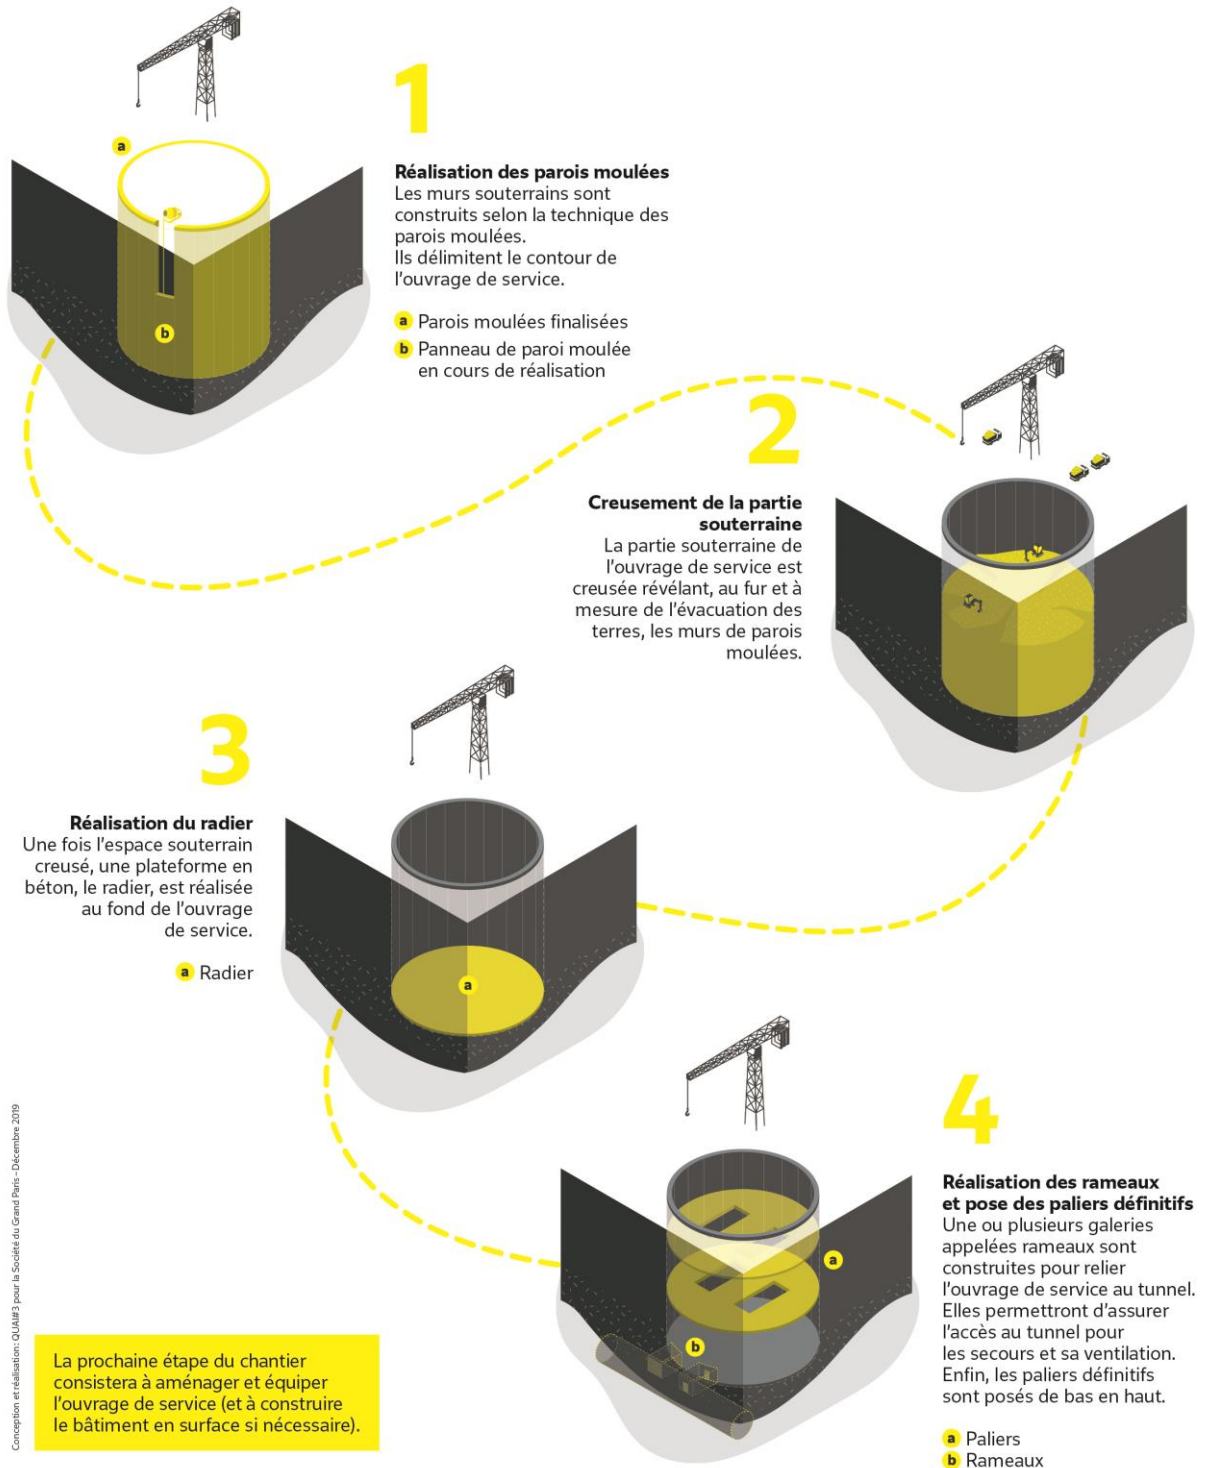 1
Réalisation des parois moulées
Les murs souterrains sont
construits selon la technique des
parois moulées.
Ils délimitent le contour de
l'ouvrage de service.
a Parois moulées finalisées
b Panneau de paroi moulée
en cours de réalisation
a
b
2
Creusement de la partie
souterraine
La partie souterraine de
l'ouvrage de service est
creusée révélant, au fur et à
mesure de l'évacuation des
terres, les murs de parois
moulées.
3
Réalisation du radier
Une fois l'espace souterrain
creusé, une plateforme en
béton, le radier, est réalisée
au fond de l'ouvrage
de service.
a Radier
a
4
Réalisation des rameaux
et pose des paliers définitifs
Une ou plusieurs galeries
appelées rameaux sont
construites pour relier
l'ouvrage de service au tunnel.
Elles permettront d'assurer
l'accès au tunnel pour
les secours et sa ventilation.
Enfin, les paliers définitifs
sont posés de bas en haut.
a Paliers
b Rameaux
a
b
La prochaine étape du chantier
consistera à aménager et équiper
l'ouvrage de service (et à construire
le bâtiment en surface si nécessaire).
Conception et réalisation: QUAI#3 pour la Société du Grand Paris – Décembre 2019